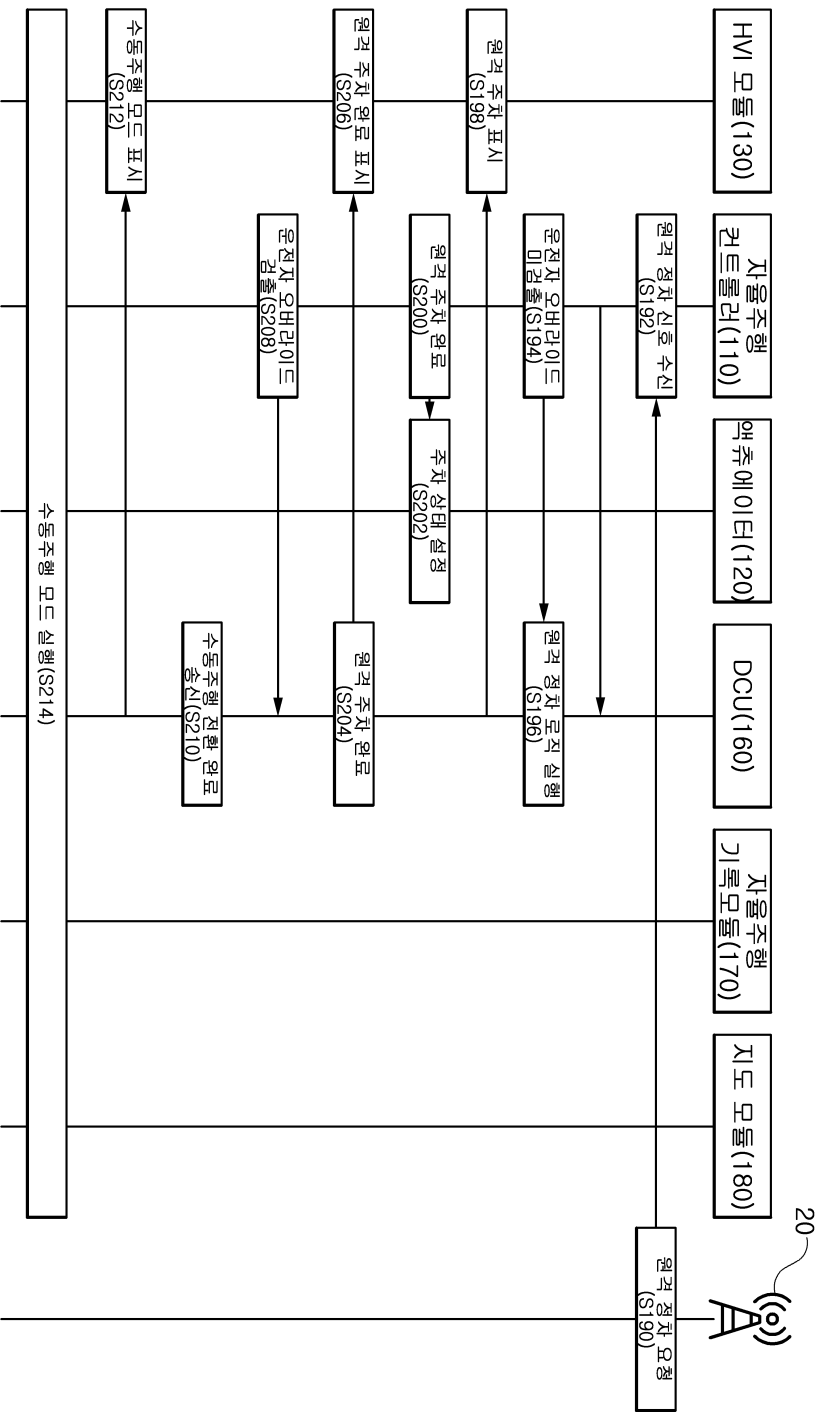 20
HVI 모듈(130)
자율주행
컨트롤러(110)
액츄에이터(120)
DCU(160)
자율주행
기록모듈(170)
지도 모듈(180)
원격 정차 요청
(S190)
원격 정차 신호 수신
(S192)
운전자 오버라이드
미검출(S194)
원격 정차 로직 실행
(S196)
원격 주차 표시
(S198)
원격 주차 완료
(S200)
주차 상태 설정
(S202)
원격 주차 완료
(S204)
원격 주차 완료 표시
(S206)
운전자 오버라이드
검출(S208)
수동주행 전환 완료
송신(S210)
수동주행 모드 표시
(S212)
수동주행 모드 실행(S214)